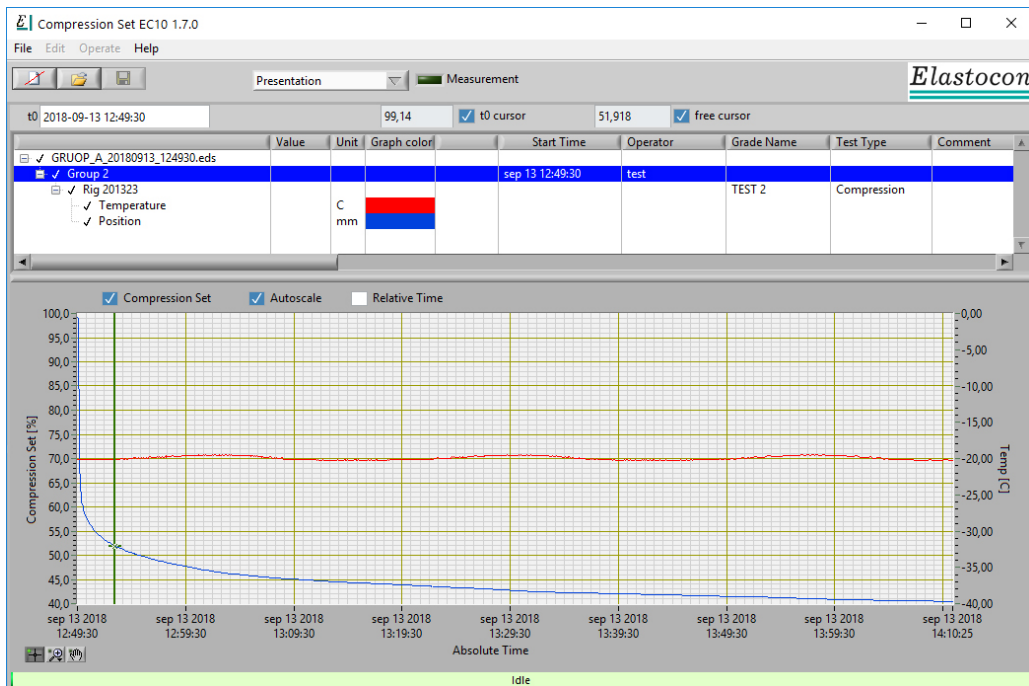 E Compression Set EC10 1.7.0
File Edit Operate Help
Presentation Measurement Elastocon
t0 2018-09-13 12:49:30 99,14 t0 cursor 51,918 free cursor
Value Unit Graph color Start Time Operator Grade Name Test Type Comment
GRUOP_A_20180913_124930.eds
Group 2 sep 13 12:49:30 test
Rig 201323 TEST 2 Compression
Temperature C
Position mm
Compression Set Autoscale Relative Time
100,0 0,00
95,0 -5,00
90,0 -10,00
85,0 -15,00
80,0 -20,00
75,0 -25,00
70,0 -30,00
65,0 -35,00
60,0 -40,00
55,0
50,0
45,0
40,0
Compression Set [%]
Temp [C]
sep 13 2018 sep 13 2018 sep 13 2018 sep 13 2018 sep 13 2018 sep 13 2018 sep 13 2018 sep 13 2018 sep 13 2018
12:49:30 12:59:30 13:09:30 13:19:30 13:29:30 13:39:30 13:49:30 13:59:30 14:10:25
Absolute Time
Idle